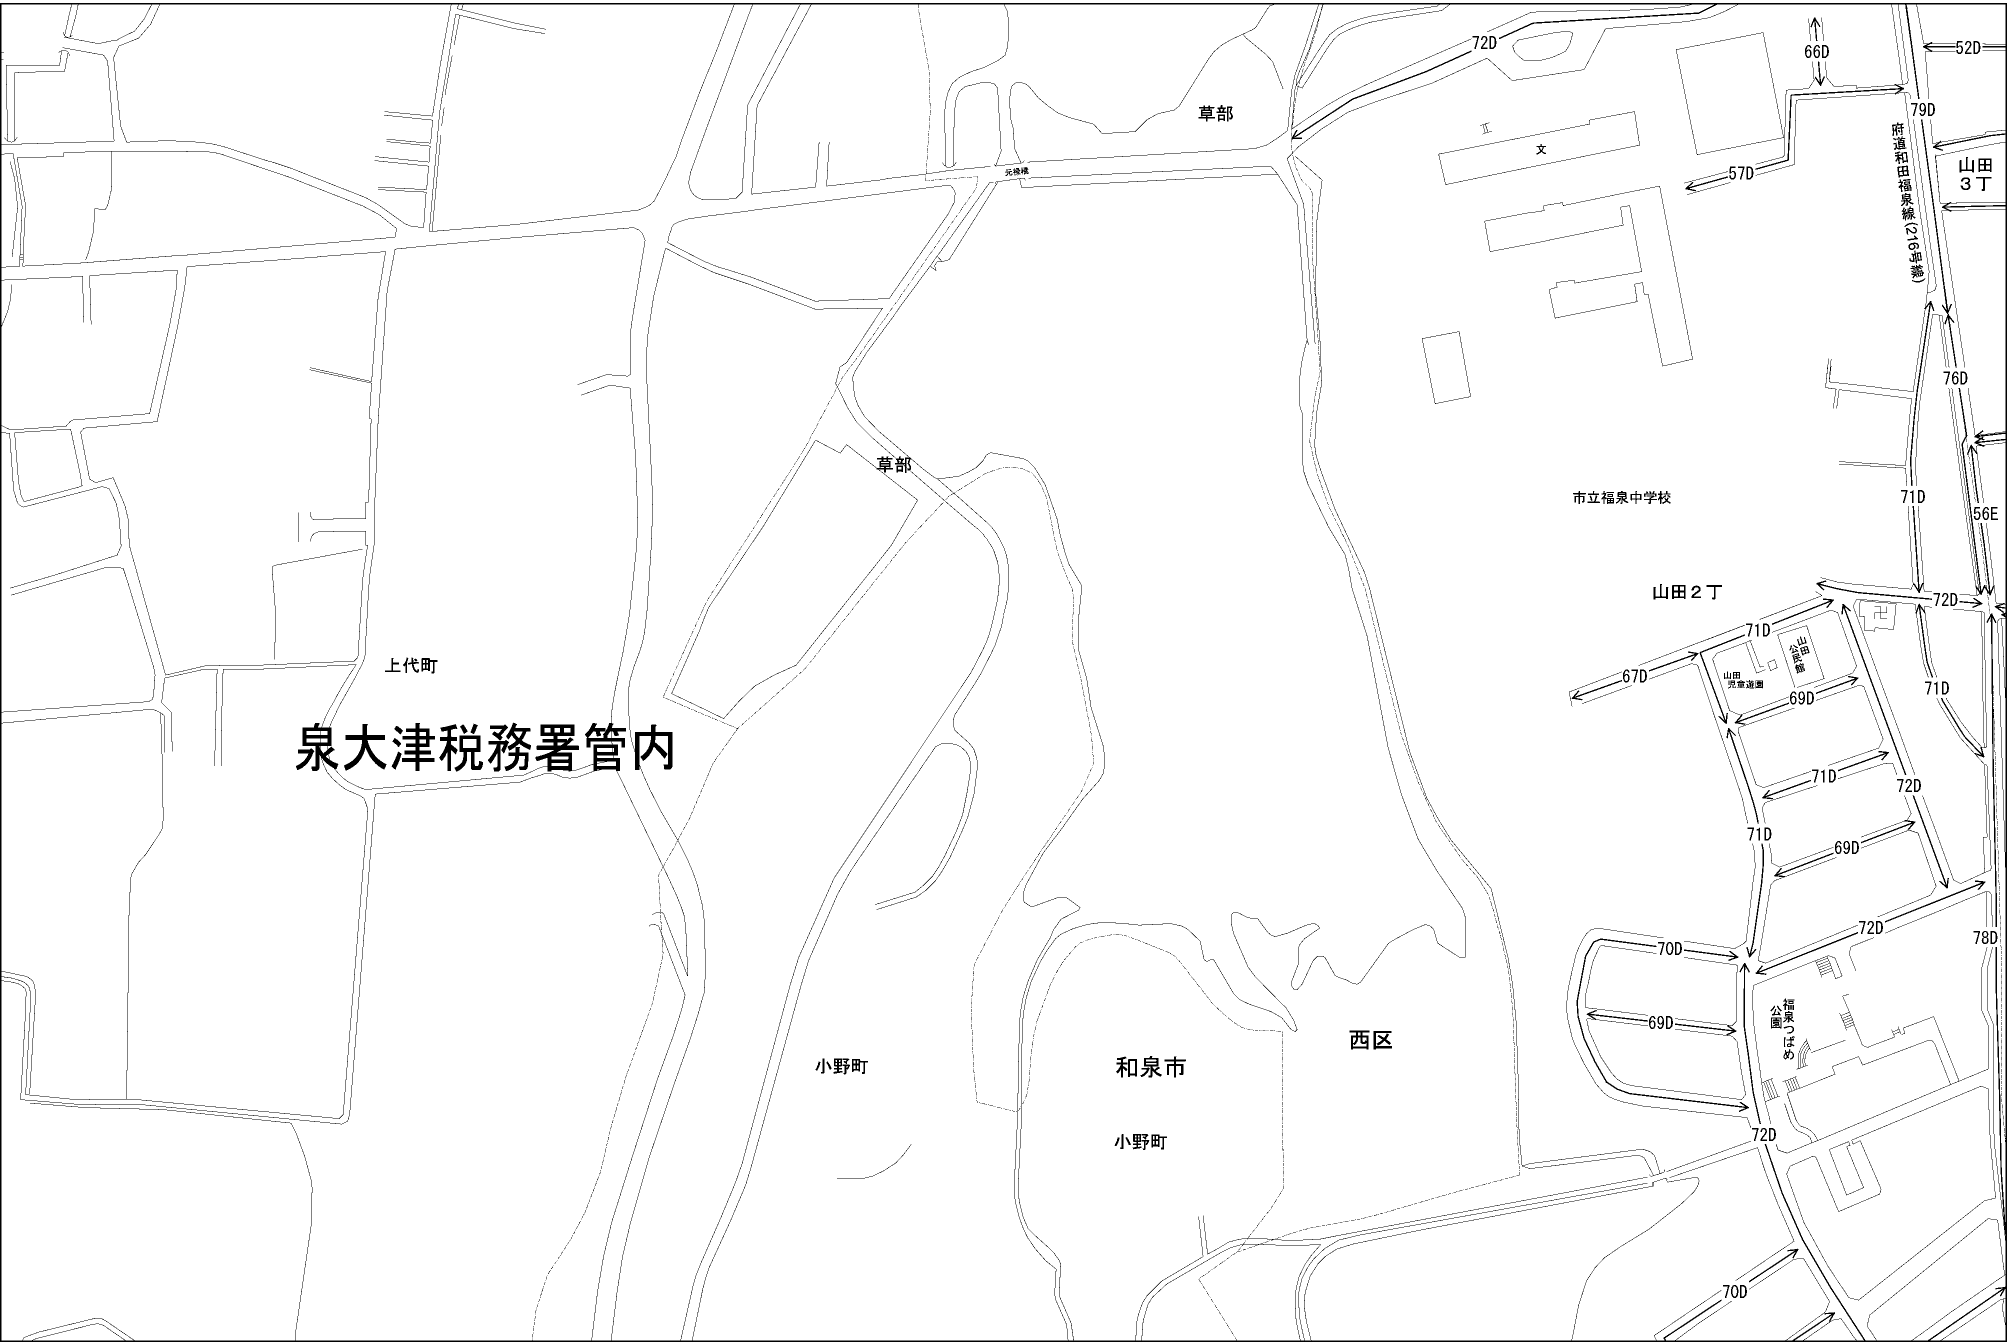 72D
66D
52D
79D
草部
文
57D
元禄橋
山田
3丁
府道和田福泉線(216号線)
76D
草部
71D
市立福泉中学校
56E
山田2丁
72D
71D
山田
公民館
67D
山田
児童遊園
69D
71D
上代町
泉大津税務署管内
71D
72D
71D
69D
72D
78D
70D
69D
福泉つばめ
公園
西区
和泉市
小野町
小野町
72D
70D